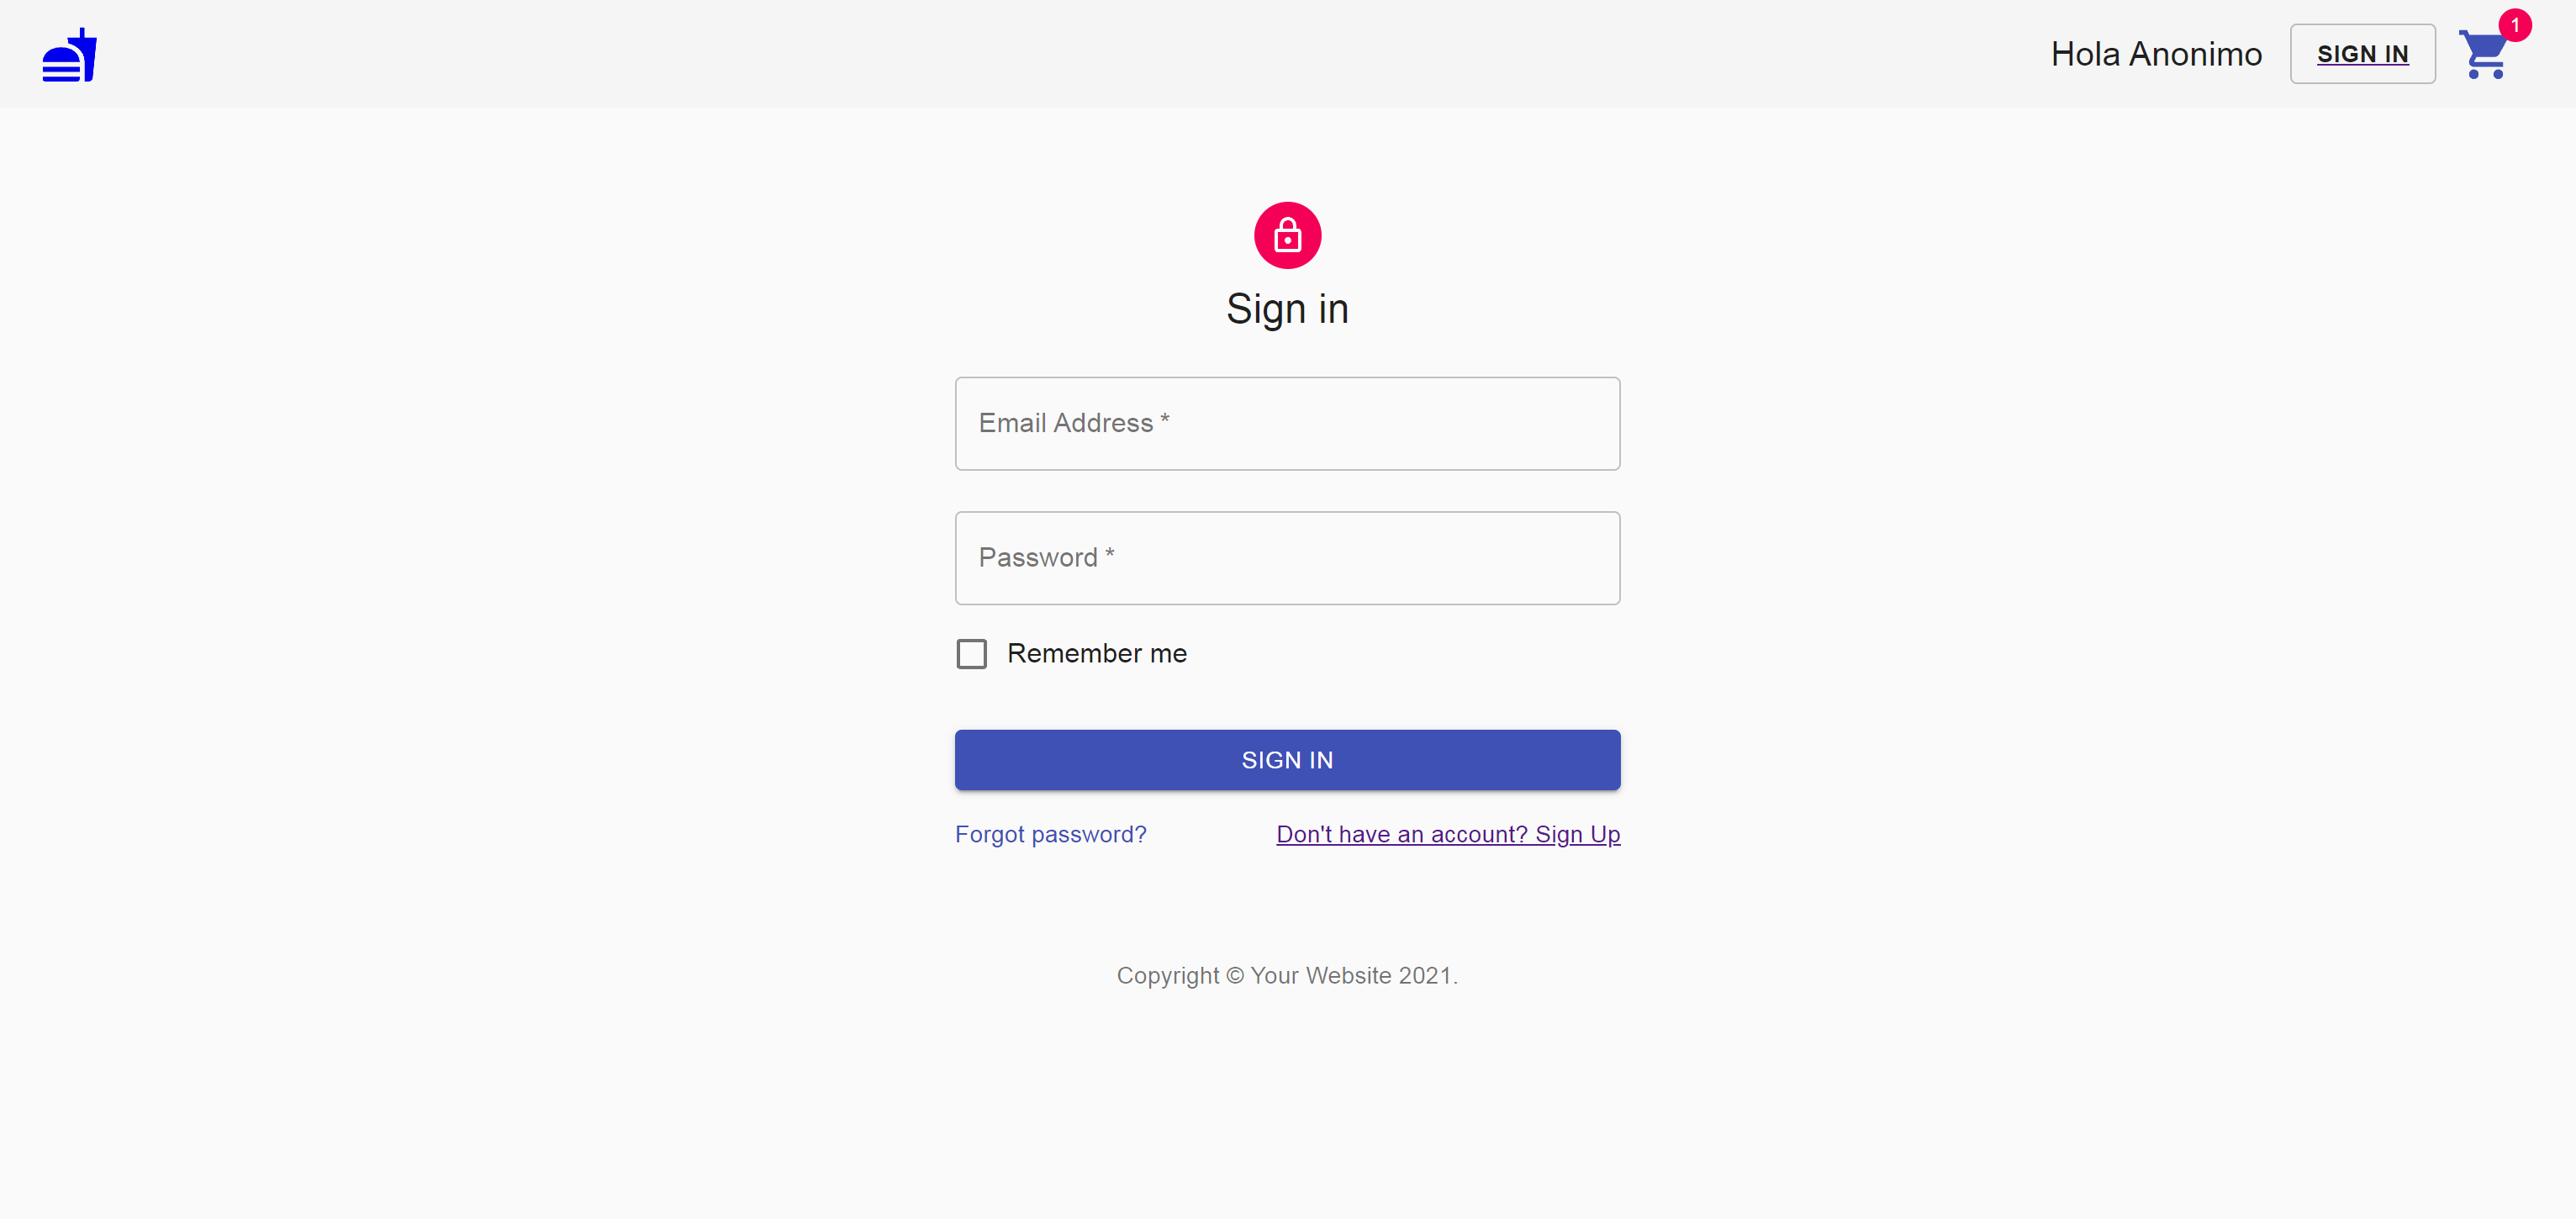 Hola Anonimo
SIGN IN
1
Sign in
Email Address *
Password *
Remember me
SIGN IN
Forgot password?
Don't have an account? Sign Up
Copyright © Your Website 2021.